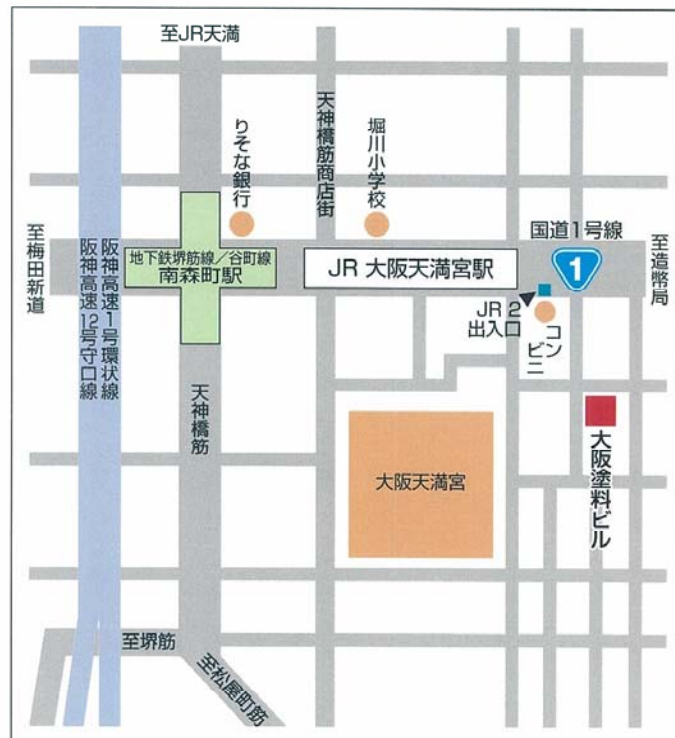 至JR天満
りそな銀行
天神橋筋商店街
堀川小学校
国道1号線
至梅田新道
阪神高速12号守口線
阪神高速1号環状線
地下鉄堺筋線/谷町線
南森町駅
JR 大阪天満宮駅
1
至造幣局
JR 2
出入口
コンビニ
天神橋筋
大阪天満宮
大阪塗料ビル
至堺筋
至松屋町筋